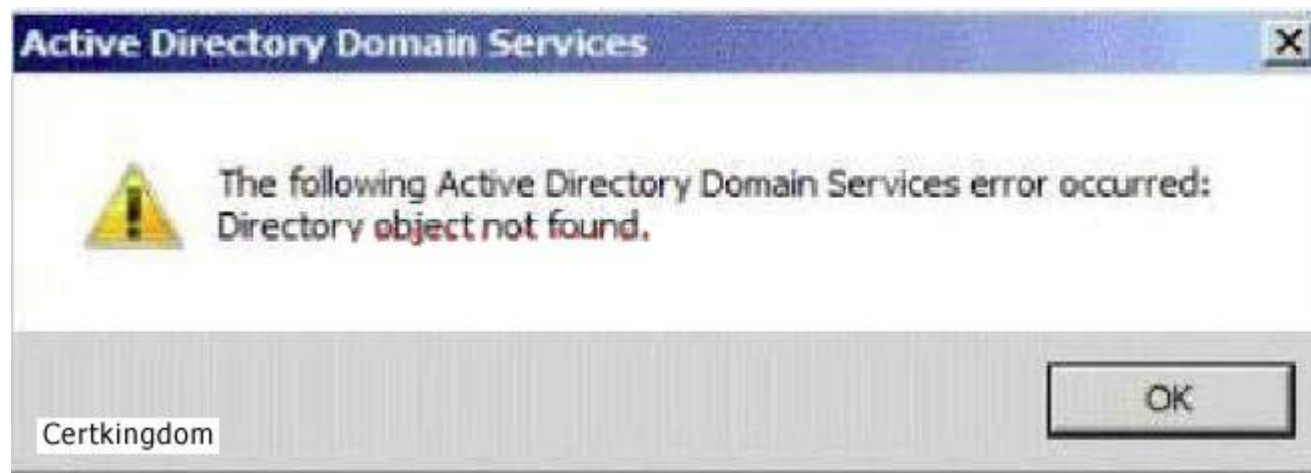 Active Directory Domain Services
The following Active Directory Domain Services error occurred:
Directory object not found.
OK
Certkingdom